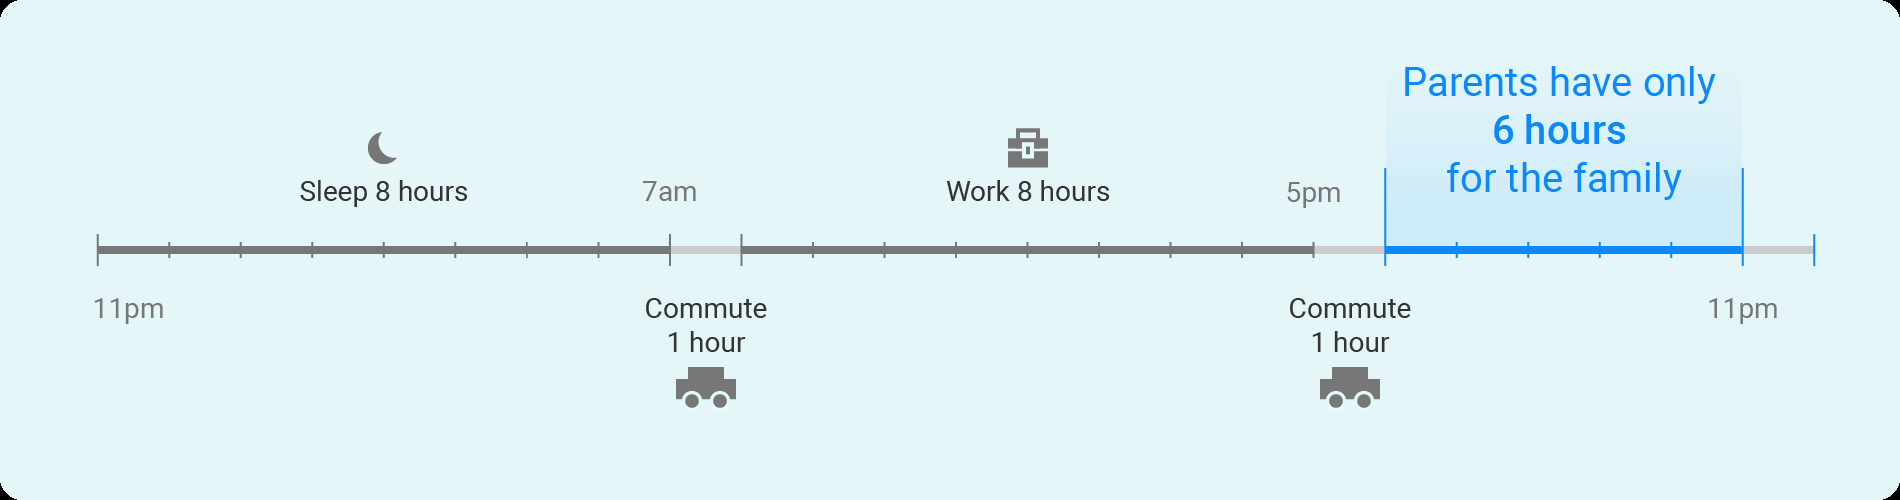 Parents have only
6 hours
for the family
Sleep 8 hours
7am
Work 8 hours
5pm
11pm
Commute
1 hour
Commute
1 hour
11pm